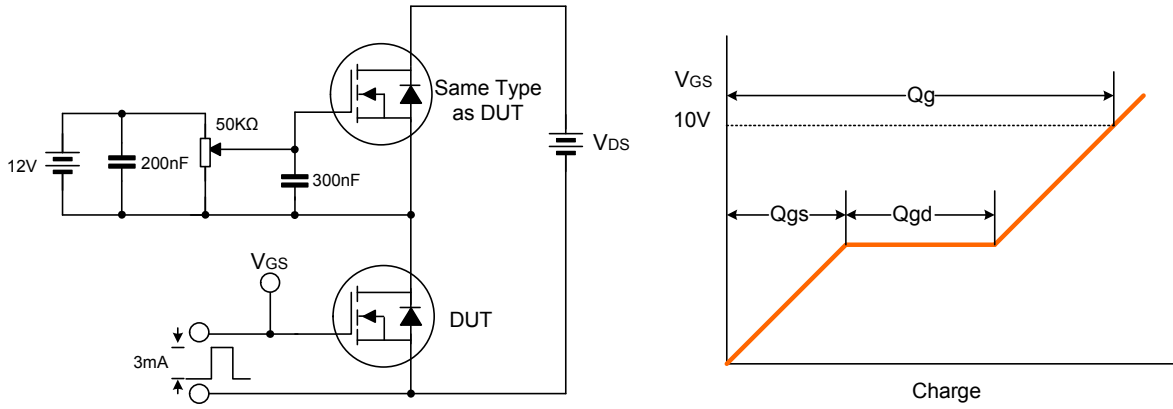 Same Type
as DUT
50KΩ
12V
200nF
300nF
VDS
VGS
DUT
3mA
VGS
10V
Qg
Qgs
Qgd
Charge